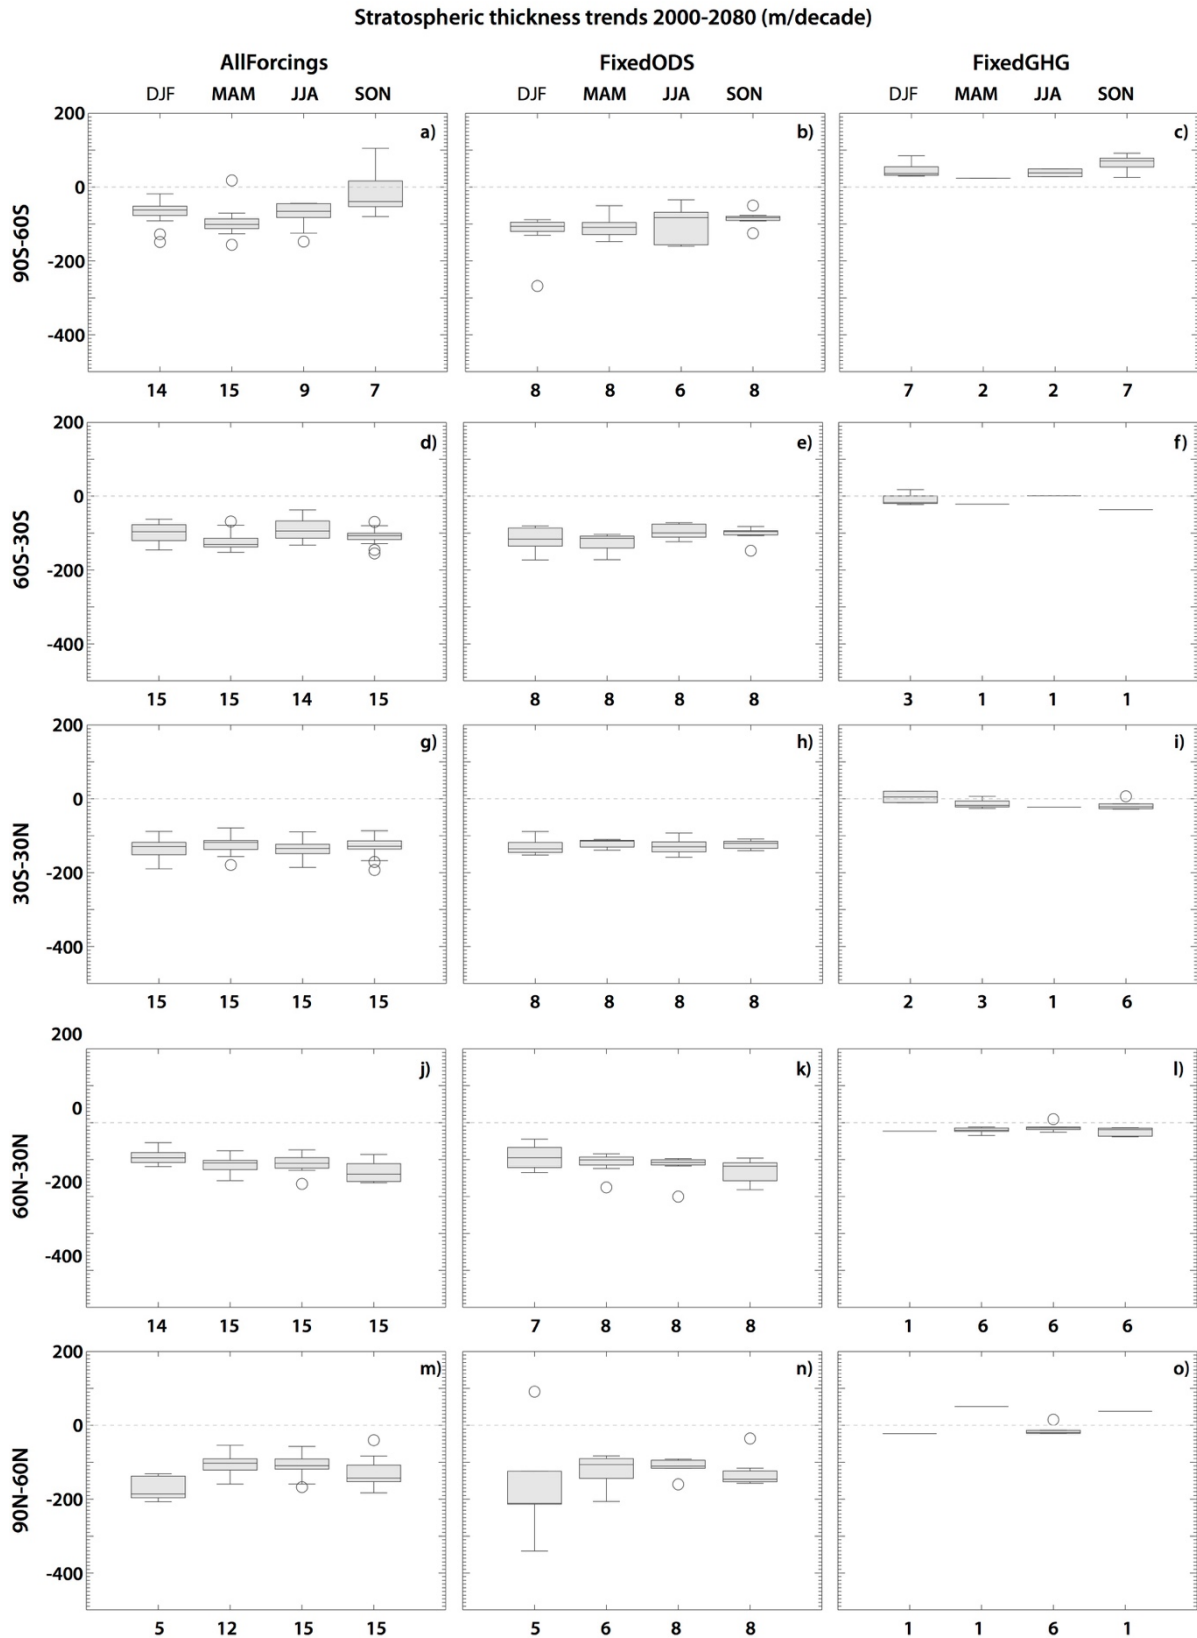 Stratospheric thickness trends 2000-2080 (m/decade)
AllForcings FixedODS FixedGHG
DJF MAM JJA SON DJF MAM JJA SON DJF MAM JJA SON
200
0
-200
-400
90S-60S
a) b) c)
14 15 9 7 8 8 6 8 7 2 2 7
200
0
-200
-400
60S-30S
d) e) f)
15 15 14 15 8 8 8 8 3 1 1 1
200
0
-200
-400
30S-30N
g) h) i)
15 15 15 15 8 8 8 8 2 3 1 6
200
0
-200
-400
60N-30N
j) k) l)
14 15 15 15 7 8 8 8 1 6 6 6
200
0
-200
-400
90N-60N
m) n) o)
5 12 15 15 5 6 8 8 1 1 6 1